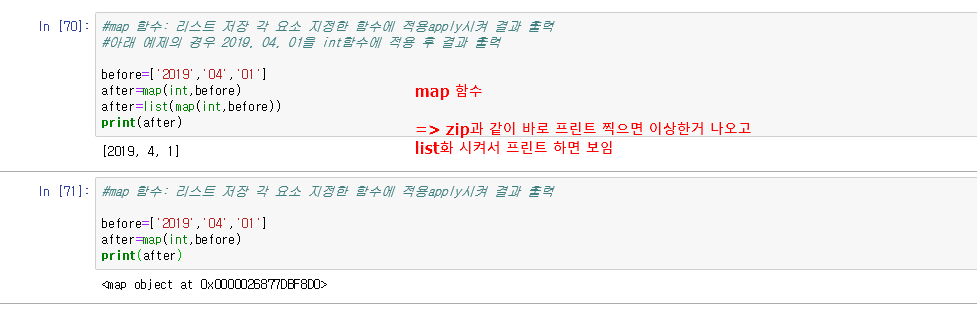 In [70]:
#map 함수: 리스트 저장 각 요소 지정한 함수에 적용apply시켜 결과 출력
#아래 예제의 경우 2019, 04, 01을 int함수에 적용 후 결과 출력
before=['2019','04','01']
after=map(int,before)
after=list(map(int,before))
print(after)
map 함수
=> zip과 같이 바로 프린트 찍으면 이상한거 나오고
list화 시켜서 프린트 하면 보임
[2019, 4, 1]
In [71]:
#map 함수: 리스트 저장 각 요소 지정한 함수에 적용apply시켜 결과 출력
before=['2019','04','01']
after=map(int,before)
print(after)
<map object at 0x0000026877DBF8D0>